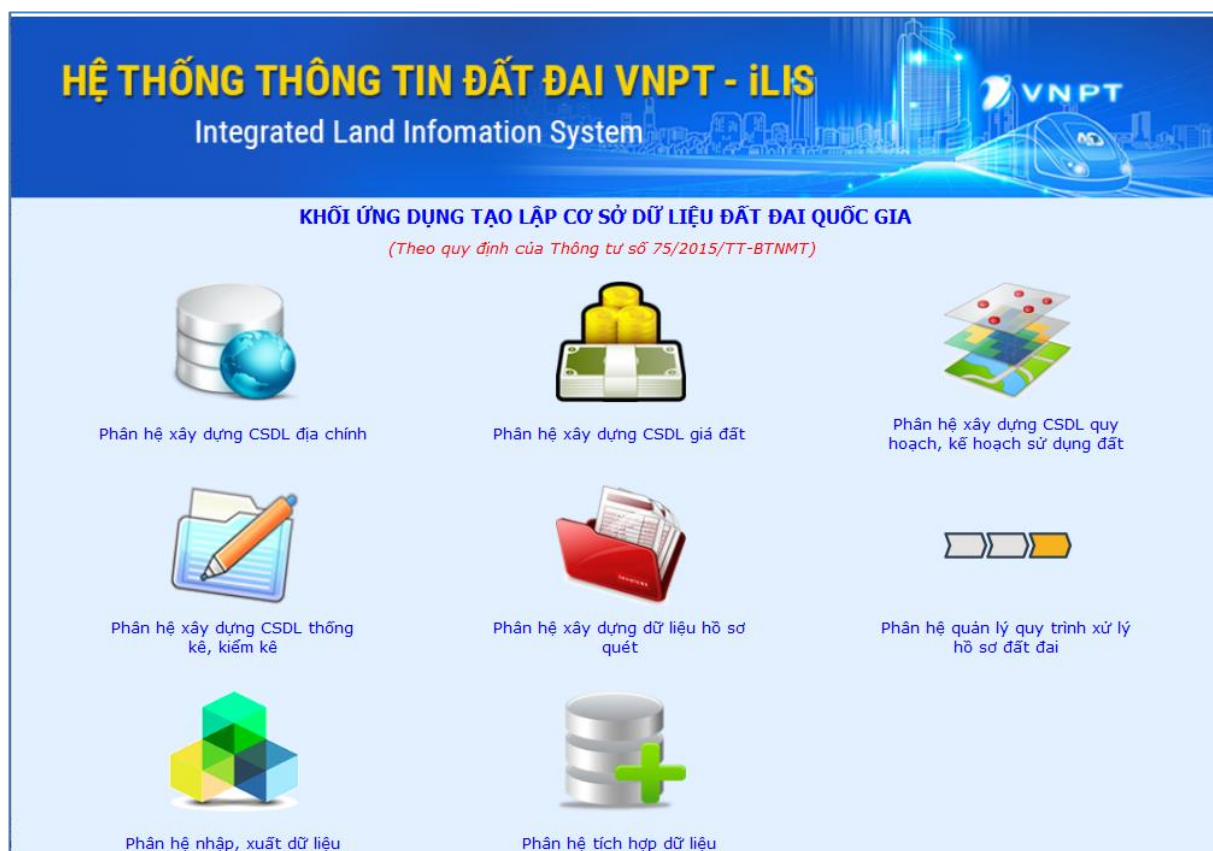 HỆ THỐNG THÔNG TIN ĐẤT ĐAI VNPT - iLIS
VNPT
Integrated Land Infomation System
KHỐI ỨNG DỤNG TẠO LẬP CƠ SỞ DỮ LIỆU ĐẤT ĐAI QUỐC GIA
(Theo quy định của Thông tư số 75/2015/TT-BTNMT)
Phân hệ xây dựng CSDL địa chính
Phân hệ xây dựng CSDL giá đất
Phân hệ xây dựng CSDL quy
hoạch, kế hoạch sử dụng đất
Phân hệ xây dựng CSDL thống
kê, kiểm kê
Phân hệ xây dựng dữ liệu hồ sơ
quét
Phân hệ quản lý quy trình xử lý
hồ sơ đất đai
Phân hệ nhập, xuất dữ liệu
Phân hệ tích hợp dữ liệu